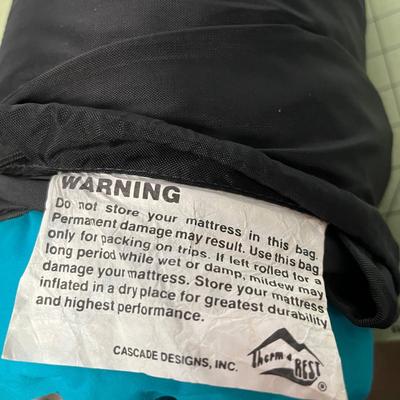 WARNING
Do not store your mattress in this bag.
Permanent damage may result. Use this bag
only for packing on trips. If left rolled for a
long period while wet or damp, mildew may
damage your mattress. Store your mattress
inflated in a dry place for greatest durability
and highest performance.
CASCADE DESIGNS, INC.
Therm a
REST
®